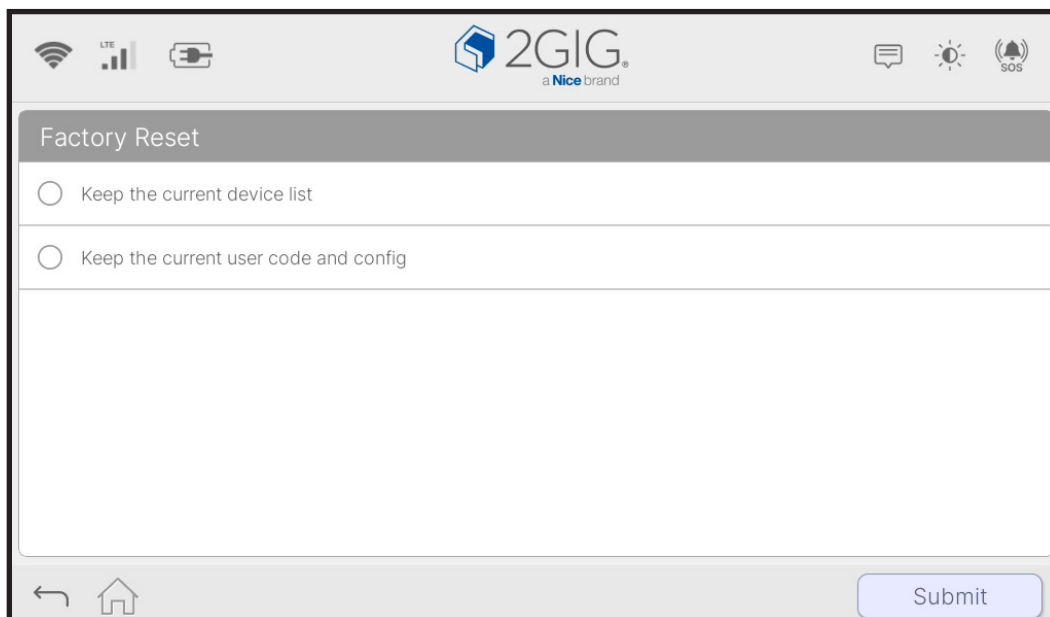 LTE
2GIG®
a Nice brand
SOS
Factory Reset
Keep the current device list
Keep the current user code and config
Submit